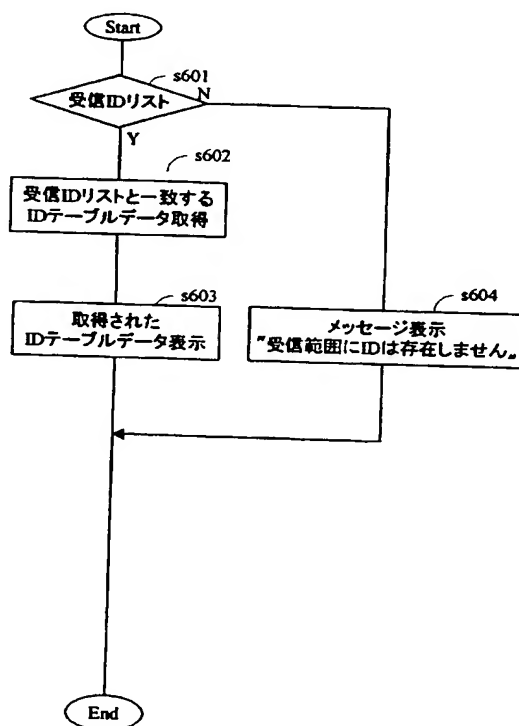 Start
s601
受信IDリスト
N
Y
s602
受信IDリストと一致する
IDテーブルデータ取得
s603
取得された
IDテーブルデータ表示
s604
メッセージ表示
"受信範囲にIDは存在しません"
End